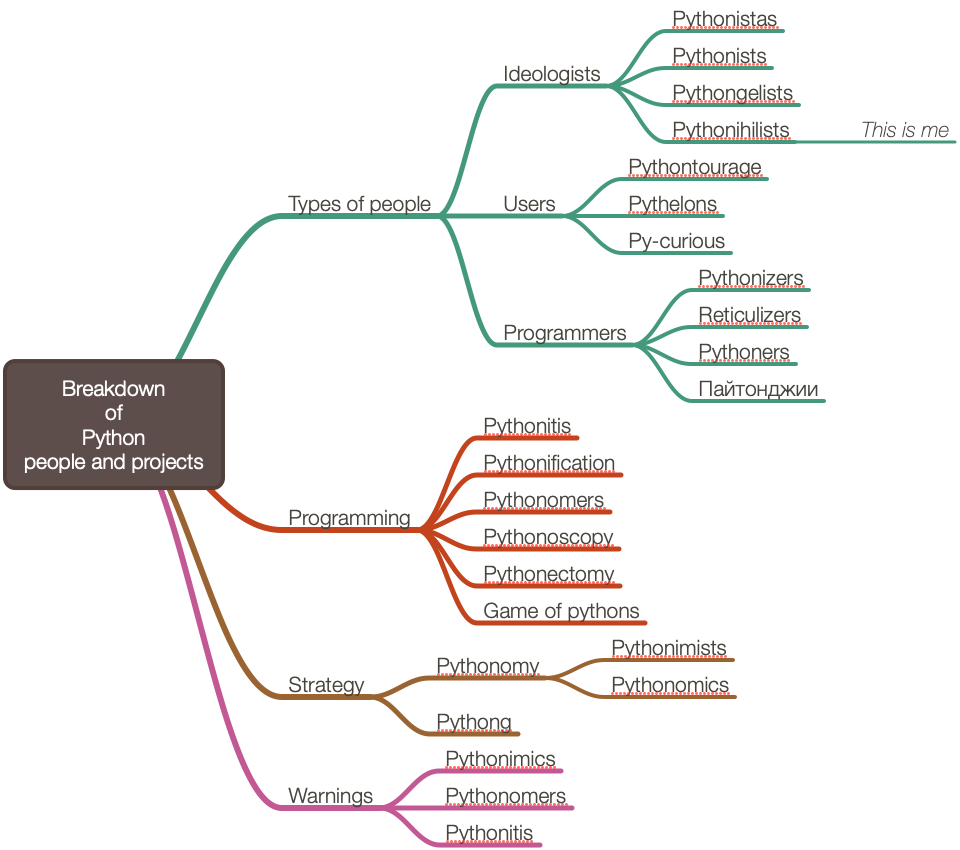 Breakdown
of
Python
people and projects
Types of people
Ideologists
Pythonistas
Pythonists
Pythongelists
Pythonihilists
This is me
Users
Pythontourage
Pythelons
Py-curious
Programmers
Pythonizers
Reticulizers
Pythoners
Пайтонджии
Programming
Pythonitis
Pythonification
Pythonomers
Pythonoscopy
Pythonectomy
Game of pythons
Strategy
Pythonomy
Pythonimists
Pythonomics
Pythong
Warnings
Pythonimics
Pythonomers
Pythonitis